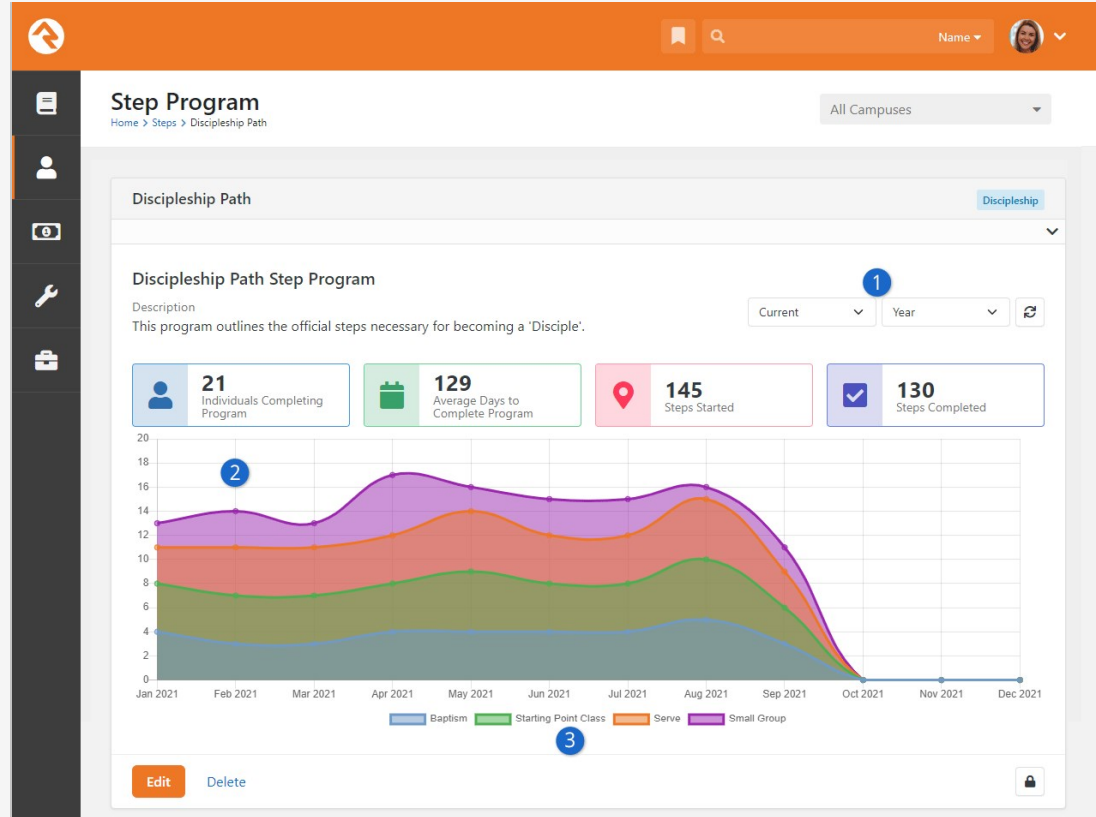 Name
Step Program
Home > Steps > Discipleship Path
All Campuses
Discipleship Path
Discipleship
Discipleship Path Step Program
1
Description
This program outlines the official steps necessary for becoming a 'Disciple'.
Current
Year
21
Individuals Completing
Program
129
Average Days to
Complete Program
145
Steps Started
130
Steps Completed
20
18
2
16
14
12
10
8
6
4
2
0
Jan 2021 Feb 2021 Mar 2021 Apr 2021 May 2021 Jun 2021 Jul 2021 Aug 2021 Sep 2021 Oct 2021 Nov 2021 Dec 2021
Baptism Starting Point Class Serve Small Group
3
Edit Delete